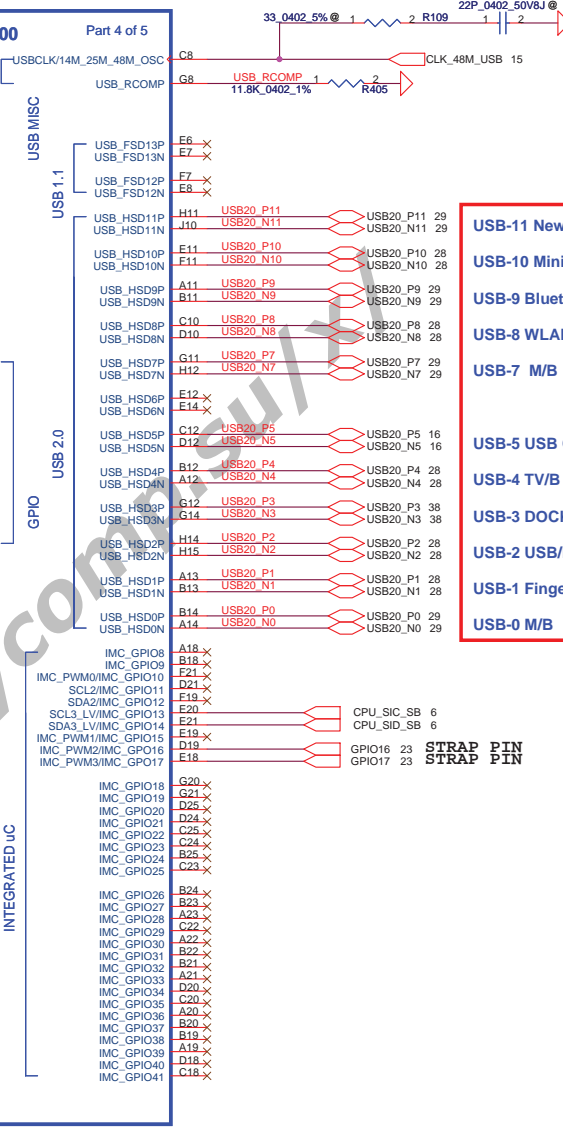 22P_0402_50V8J @
33_0402_5% @ 1 2 R109 1 2
00 Part 4 of 5
USBCLK/14M_25M_48M_OSC C8 CLK_48M_USB 15
USB_RCOMP G8 USB_RCOMP 1 2
11.8K_0402_1% R405
USB MISC
USB_FSD13P E6
USB_FSD13N E7
USB_FSD12P F7
USB_FSD12N E8
USB 1.1
USB_HSD11P H11 USB20_P11 USB20_P11 29
USB_HSD11N J10 USB20_N11 USB20_N11 29
USB-11 New
USB_HSD10P E11 USB20_P10 USB20_P10 28
USB_HSD10N F11 USB20_N10 USB20_N10 28
USB-10 Mini
USB_HSD9P A11 USB20_P9 USB20_P9 29
USB_HSD9N B11 USB20_N9 USB20_N9 29
USB-9 Bluet
USB_HSD8P C10 USB20_P8 USB20_P8 28
USB_HSD8N D10 USB20_N8 USB20_N8 28
USB-8 WLA
USB_HSD7P G11 USB20_P7 USB20_P7 29
USB_HSD7N H12 USB20_N7 USB20_N7 29
USB-7 M/B
USB_HSD6P E12
USB_HSD6N E14
USB 2.0
USB_HSD5P C12 USB20_P5 USB20_P5 16
USB_HSD5N D12 USB20_N5 USB20_N5 16
USB-5 USB
USB_HSD4P B12 USB20_P4 USB20_P4 28
USB_HSD4N A12 USB20_N4 USB20_N4 28
USB-4 TV/B
GPIO
USB_HSD3P G12 USB20_P3 USB20_P3 38
USB_HSD3N G14 USB20_N3 USB20_N3 38
USB-3 DOC
USB_HSD2P H14 USB20_P2 USB20_P2 28
USB_HSD2N H15 USB20_N2 USB20_N2 28
USB-2 USB/
USB_HSD1P A13 USB20_P1 USB20_P1 28
USB_HSD1N B13 USB20_N1 USB20_N1 28
USB-1 Finge
USB_HSD0P B14 USB20_P0 USB20_P0 29
USB_HSD0N A14 USB20_N0 USB20_N0 29
USB-0 M/B
IMC_GPIO8 A18
IMC_GPIO9 B18
IMC_PWM0/IMC_GPIO10 F21
SCL2/IMC_GPIO11 D21
SDA2/IMC_GPIO12 F19
SCL3_LV/IMC_GPIO13 E20 CPU_SIC_SB 6
SDA3_LV/IMC_GPIO14 E21 CPU_SID_SB 6
IMC_PWM1/IMC_GPIO15 E19
IMC_PWM2/IMC_GPO16 D19 GPIO16 23 STRAP PIN
IMC_PWM3/IMC_GPO17 E18 GPIO17 23 STRAP PIN
IMC_GPIO18 G20
IMC_GPIO19 G21
IMC_GPIO20 D25
IMC_GPIO21 D24
IMC_GPIO22 C25
IMC_GPIO23 C24
IMC_GPIO24 B25
IMC_GPIO25 C23
INTEGRATED uC
IMC_GPIO26 B24
IMC_GPIO27 B23
IMC_GPIO28 A23
IMC_GPIO29 C22
IMC_GPIO30 A22
IMC_GPIO31 B22
IMC_GPIO32 B21
IMC_GPIO33 A21
IMC_GPIO34 D20
IMC_GPIO35 C20
IMC_GPIO36 A20
IMC_GPIO37 B20
IMC_GPIO38 B19
IMC_GPIO39 A19
IMC_GPIO40 D18
IMC_GPIO41 C18
ycomp.su/x/